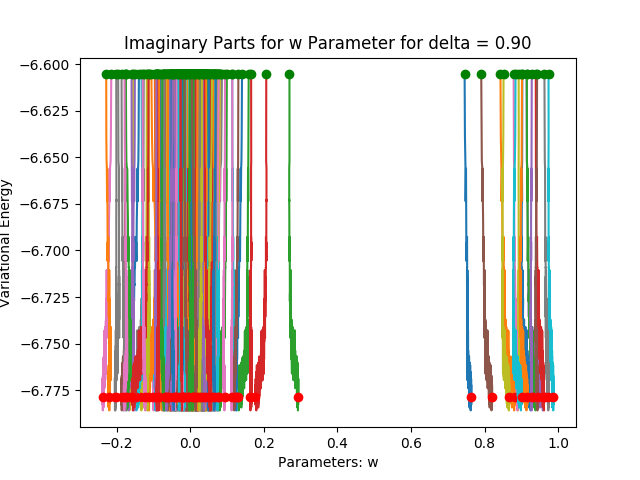 Imaginary Parts for w Parameter for delta = 0.90
−6.600
−6.625
−6.650
−6.675
−6.700
−6.725
−6.750
−6.775
Variational Energy
−0.2 0.0 0.2 0.4 0.6 0.8 1.0
Parameters: w